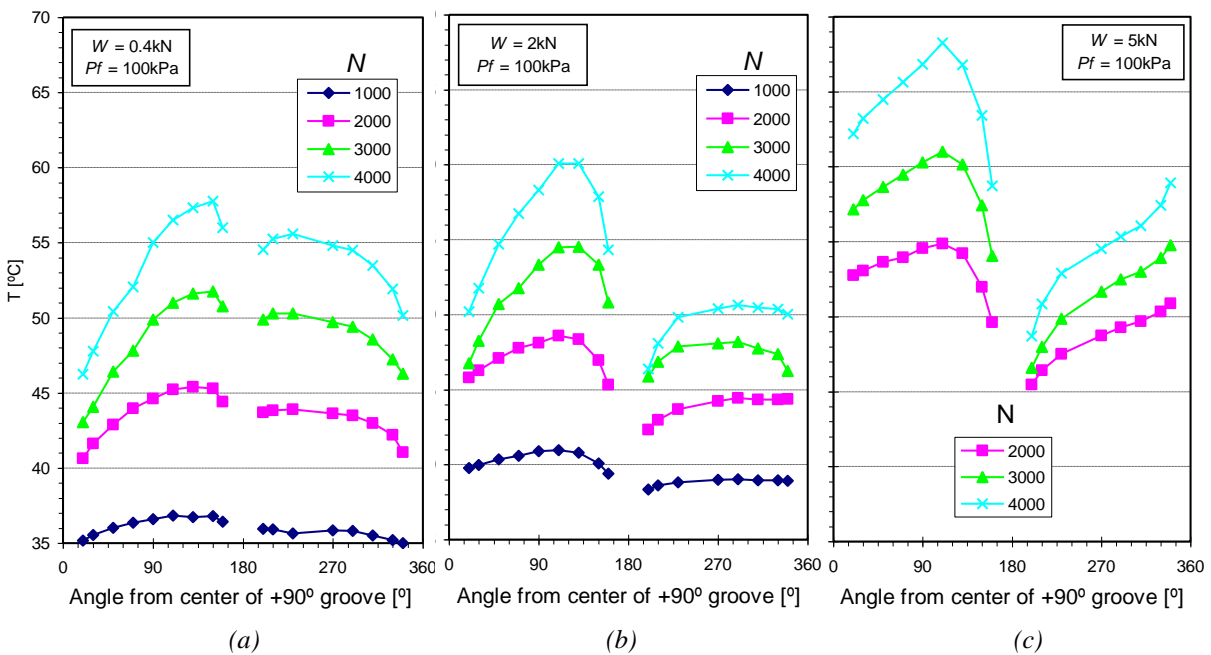 W = 0.4kN
Pf = 100kPa
N
1000
2000
3000
4000
70
65
60
55
50
45
40
35
T [ºC]
0 90 180 270 360
Angle from center of +90º groove [º]
(a)
W = 2kN
Pf = 100kPa
N
1000
2000
3000
4000
0 90 180 270 360
Angle from center of +90º groove [º]
(b)
W = 5kN
Pf = 100kPa
N
2000
3000
4000
0 90 180 270 360
Angle from center of +90º groove [º]
(c)